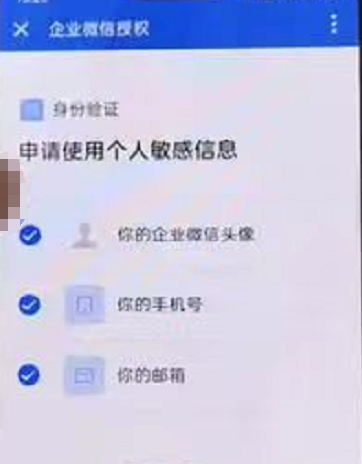 企业微信授权
身份验证
申请使用个人敏感信息
你的企业微信头像
你的手机号
你的邮箱